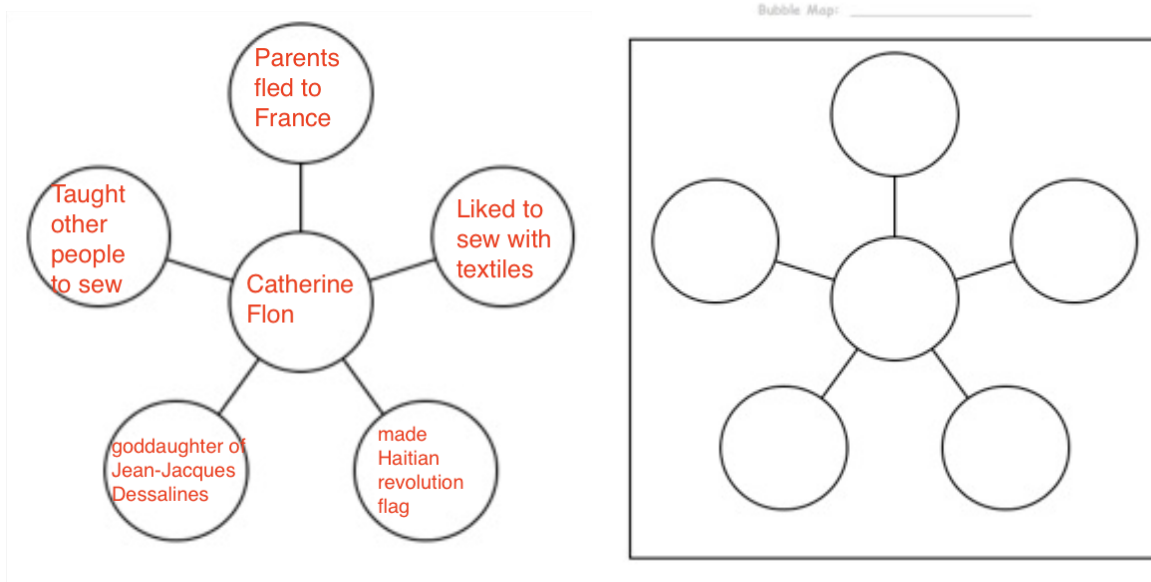 Bubble Map:
Parents
fled to
France
Taught
other
people
to sew
Liked to
sew with
textiles
Catherine
Flon
goddaughter of
Jean-Jacques
Dessalines
made
Haitian
revolution
flag